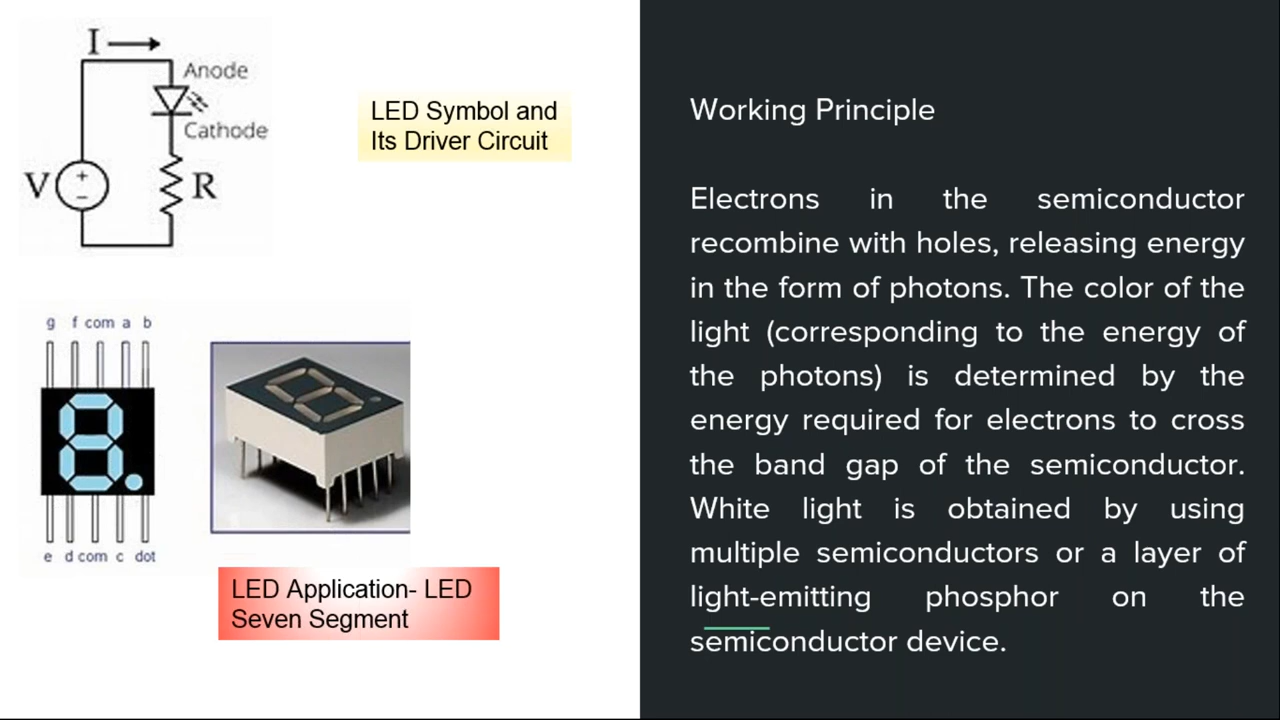 I
Anode
Cathode
V
+
−
R
LED Symbol and
Its Driver Circuit
g f com a b
e d com c dot
LED Application- LED
Seven Segment
Working Principle
Electrons in the semiconductor
recombine with holes, releasing energy
in the form of photons. The color of the
light (corresponding to the energy of
the photons) is determined by the
energy required for electrons to cross
the band gap of the semiconductor.
White light is obtained by using
multiple semiconductors or a layer of
light-emitting phosphor on the
semiconductor device.